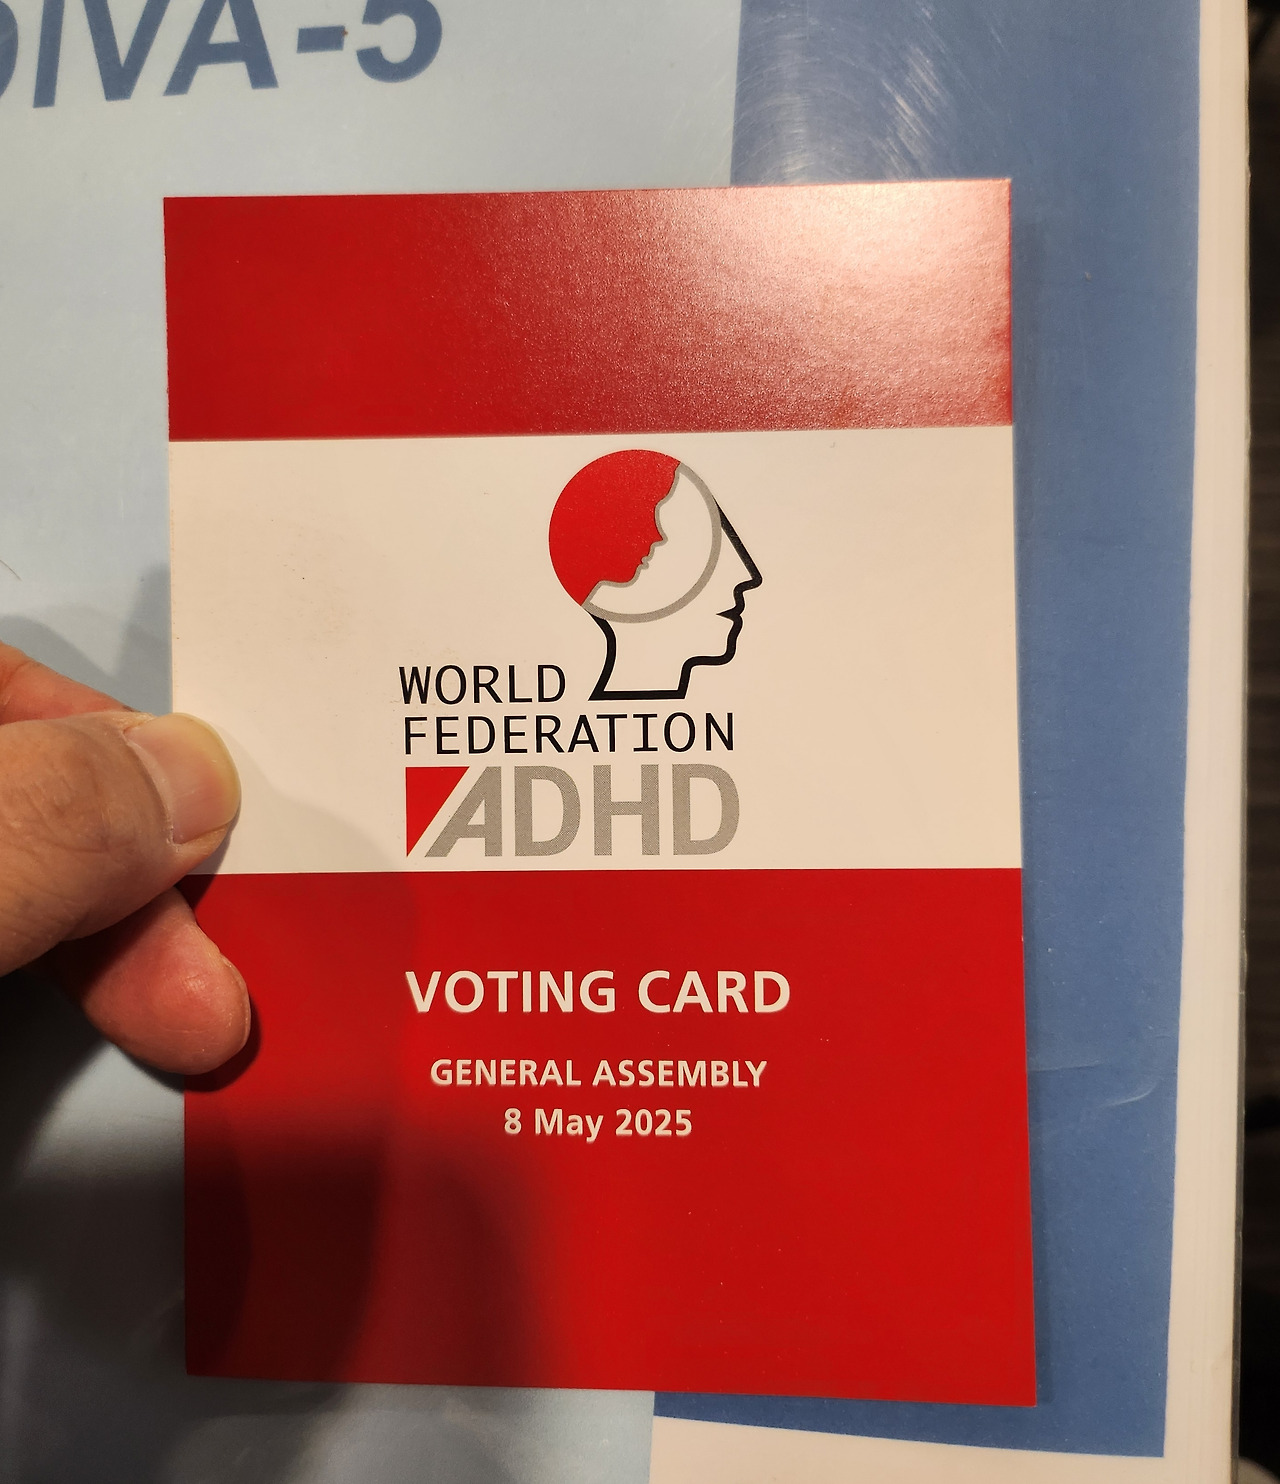 DIVA-5
WORLD
FEDERATION
ADHD
VOTING CARD
GENERAL ASSEMBLY
8 May 2025